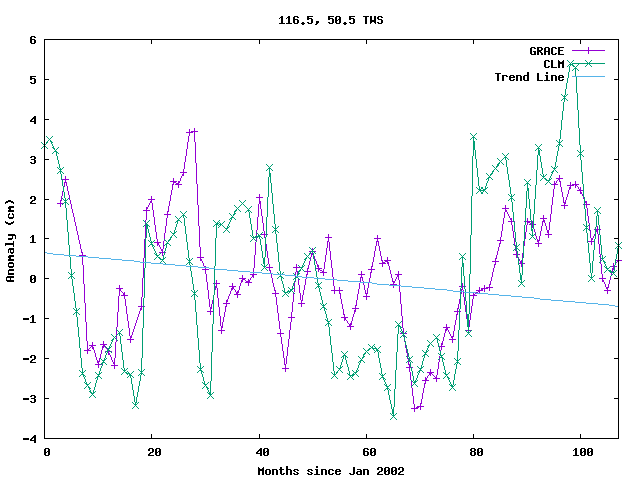 116.5, 50.5 TWS
GRACE
CLM
Trend Line
6
5
4
3
2
1
0
-1
-2
-3
-4
Anomaly (cm)
0 20 40 60 80 100
Months since Jan 2002